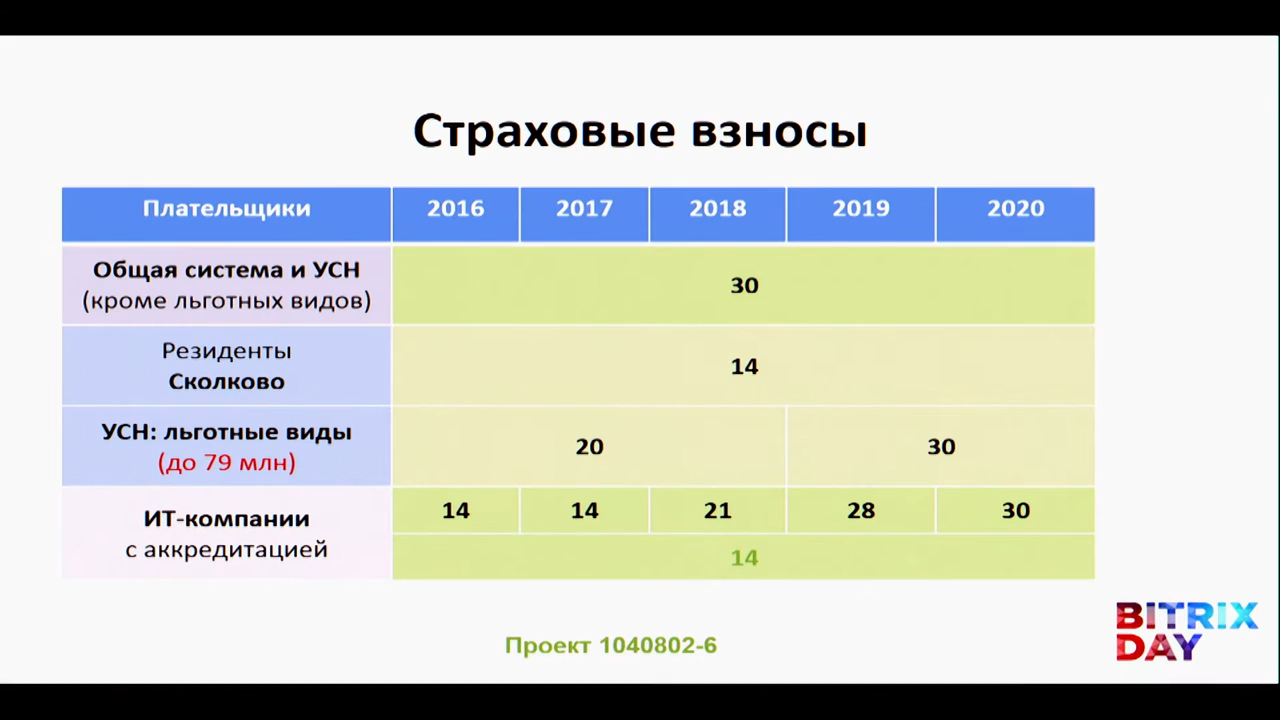 Страховые взносы
Плательщики 2016 2017 2018 2019 2020
Общая система и УСН
(кроме льготных видов)
30
Резиденты
Сколково
14
УСН: льготные виды
(до 79 млн)
20 30
ИТ-компании
с аккредитацией
14 14 21 28 30
14
Проект 1040802-6
BITRIX
DAY